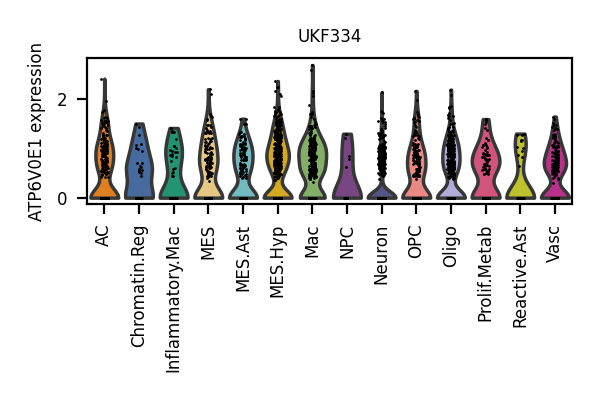 UKF334
ATP6V0E1 expression
2
0
AC
Chromatin.Reg
Inflammatory.Mac
MES
MES.Ast
MES.Hyp
Mac
NPC
Neuron
OPC
Oligo
Prolif.Metab
Reactive.Ast
Vasc